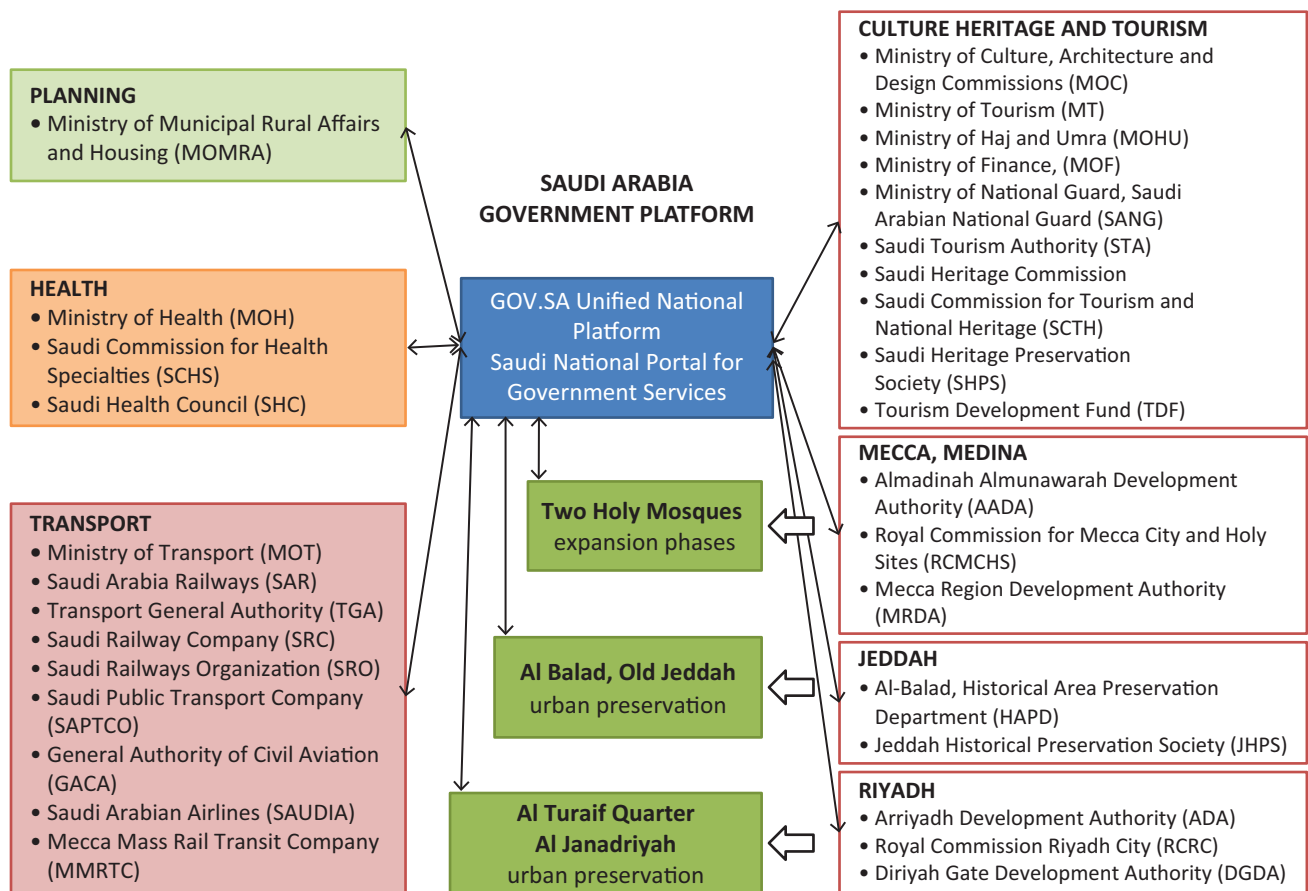 PLANNING
• Ministry of Municipal Rural Affairs
and Housing (MOMRA)
HEALTH
• Ministry of Health (MOH)
• Saudi Commission for Health
Specialties (SCHS)
• Saudi Health Council (SHC)
TRANSPORT
• Ministry of Transport (MOT)
• Saudi Arabia Railways (SAR)
• Transport General Authority (TGA)
• Saudi Railway Company (SRC)
• Saudi Railways Organization (SRO)
• Saudi Public Transport Company
(SAPTCO)
• General Authority of Civil Aviation
(GACA)
• Saudi Arabian Airlines (SAUDIA)
• Mecca Mass Rail Transit Company
(MMRTC)
SAUDI ARABIA
GOVERNMENT PLATFORM
GOV.SA Unified National
Platform
Saudi National Portal for
Government Services
Two Holy Mosques
expansion phases
Al Balad, Old Jeddah
urban preservation
Al Turaif Quarter
Al Janadriyah
urban preservation
CULTURE HERITAGE AND TOURISM
• Ministry of Culture, Architecture and
Design Commissions (MOC)
• Ministry of Tourism (MT)
• Ministry of Haj and Umra (MOHU)
• Ministry of Finance, (MOF)
• Ministry of National Guard, Saudi
Arabian National Guard (SANG)
• Saudi Tourism Authority (STA)
• Saudi Heritage Commission
• Saudi Commission for Tourism and
National Heritage (SCTH)
• Saudi Heritage Preservation
Society (SHPS)
• Tourism Development Fund (TDF)
MECCA, MEDINA
• Almadinah Almunawarah Development
Authority (AADA)
• Royal Commission for Mecca City and Holy
Sites (RCMCHS)
• Mecca Region Development Authority
(MRDA)
JEDDAH
• Al-Balad, Historical Area Preservation
Department (HAPD)
• Jeddah Historical Preservation Society (JHPS)
RIYADH
• Arriyadh Development Authority (ADA)
• Royal Commission Riyadh City (RCRC)
• Diriyah Gate Development Authority (DGDA)